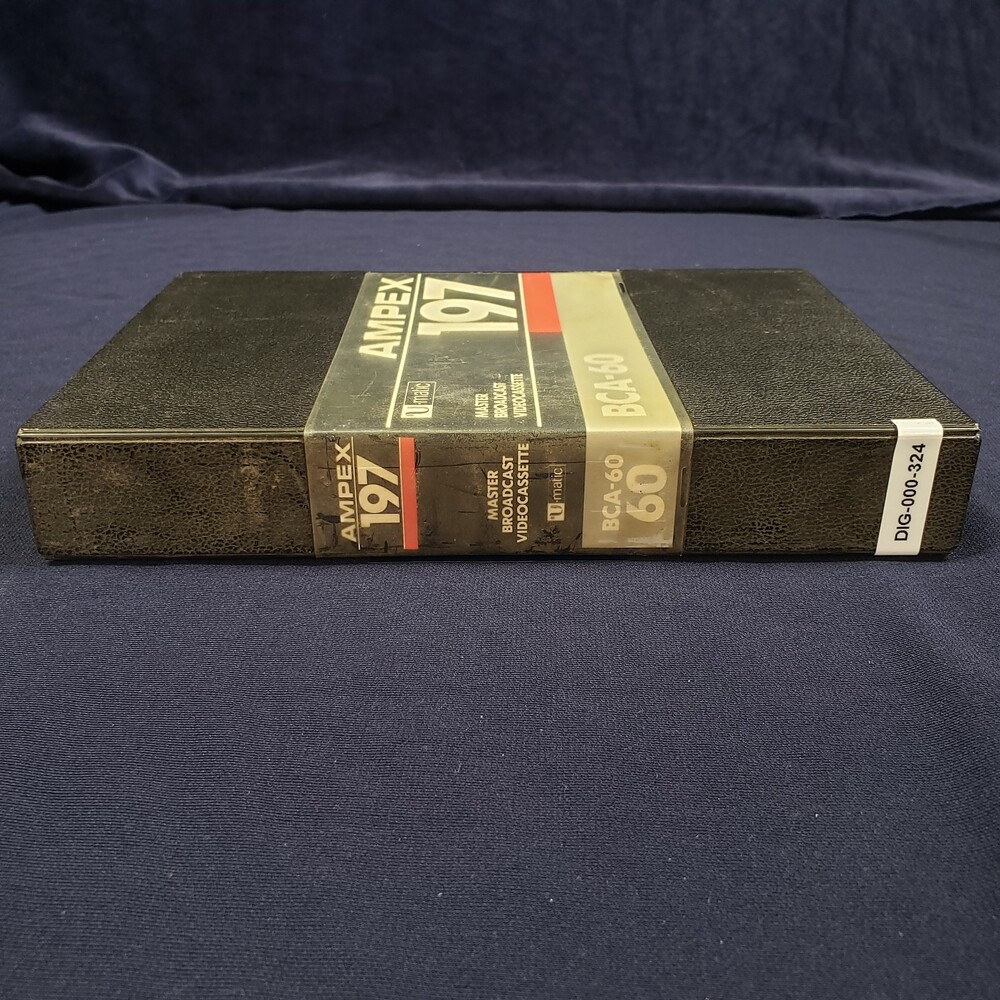 AMPEX
197
U-matic
MASTER
BROADCAST
VIDEOCASSETTE
BCA-60
AMPEX
197
MASTER
BROADCAST
VIDEOCASSETTE
U-matic
BCA-60
60
DIG-000-324